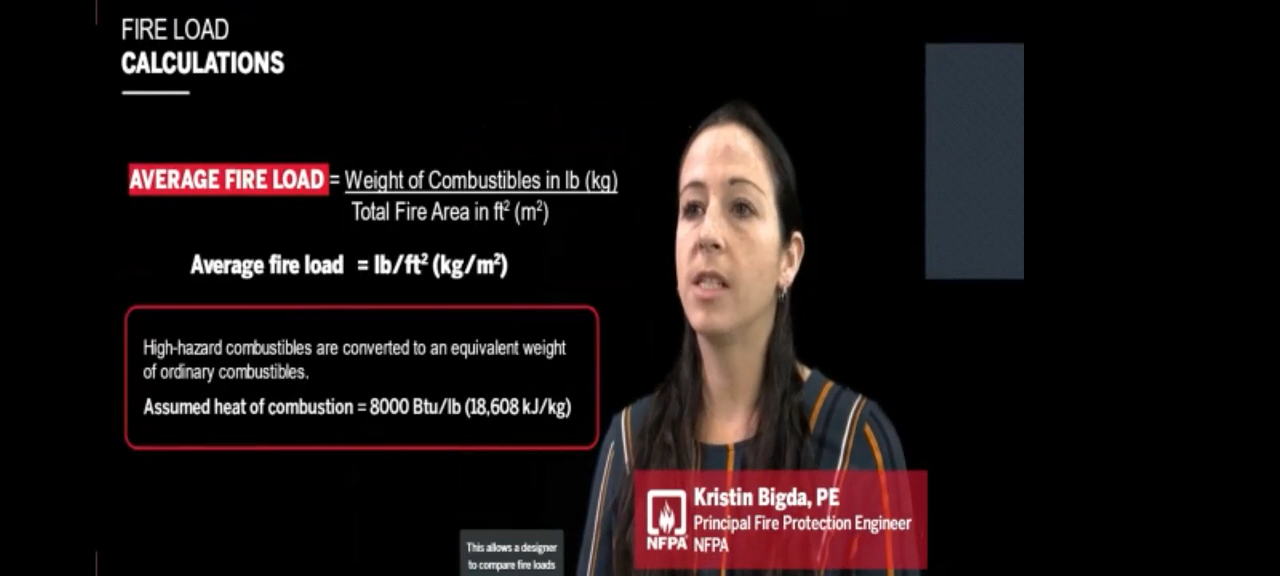 FIRE LOAD
CALCULATIONS
AVERAGE FIRE LOAD = Weight of Combustibles in lb (kg)
Total Fire Area in ft² (m²)
Average fire load = lb/ft² (kg/m²)
High-hazard combustibles are converted to an equivalent weight
of ordinary combustibles.
Assumed heat of combustion = 8000 Btu/lb (18,608 kJ/kg)
Kristin Bigda, PE
Principal Fire Protection Engineer
NFPA
NFPA
This allows a designer
to compare fire loads